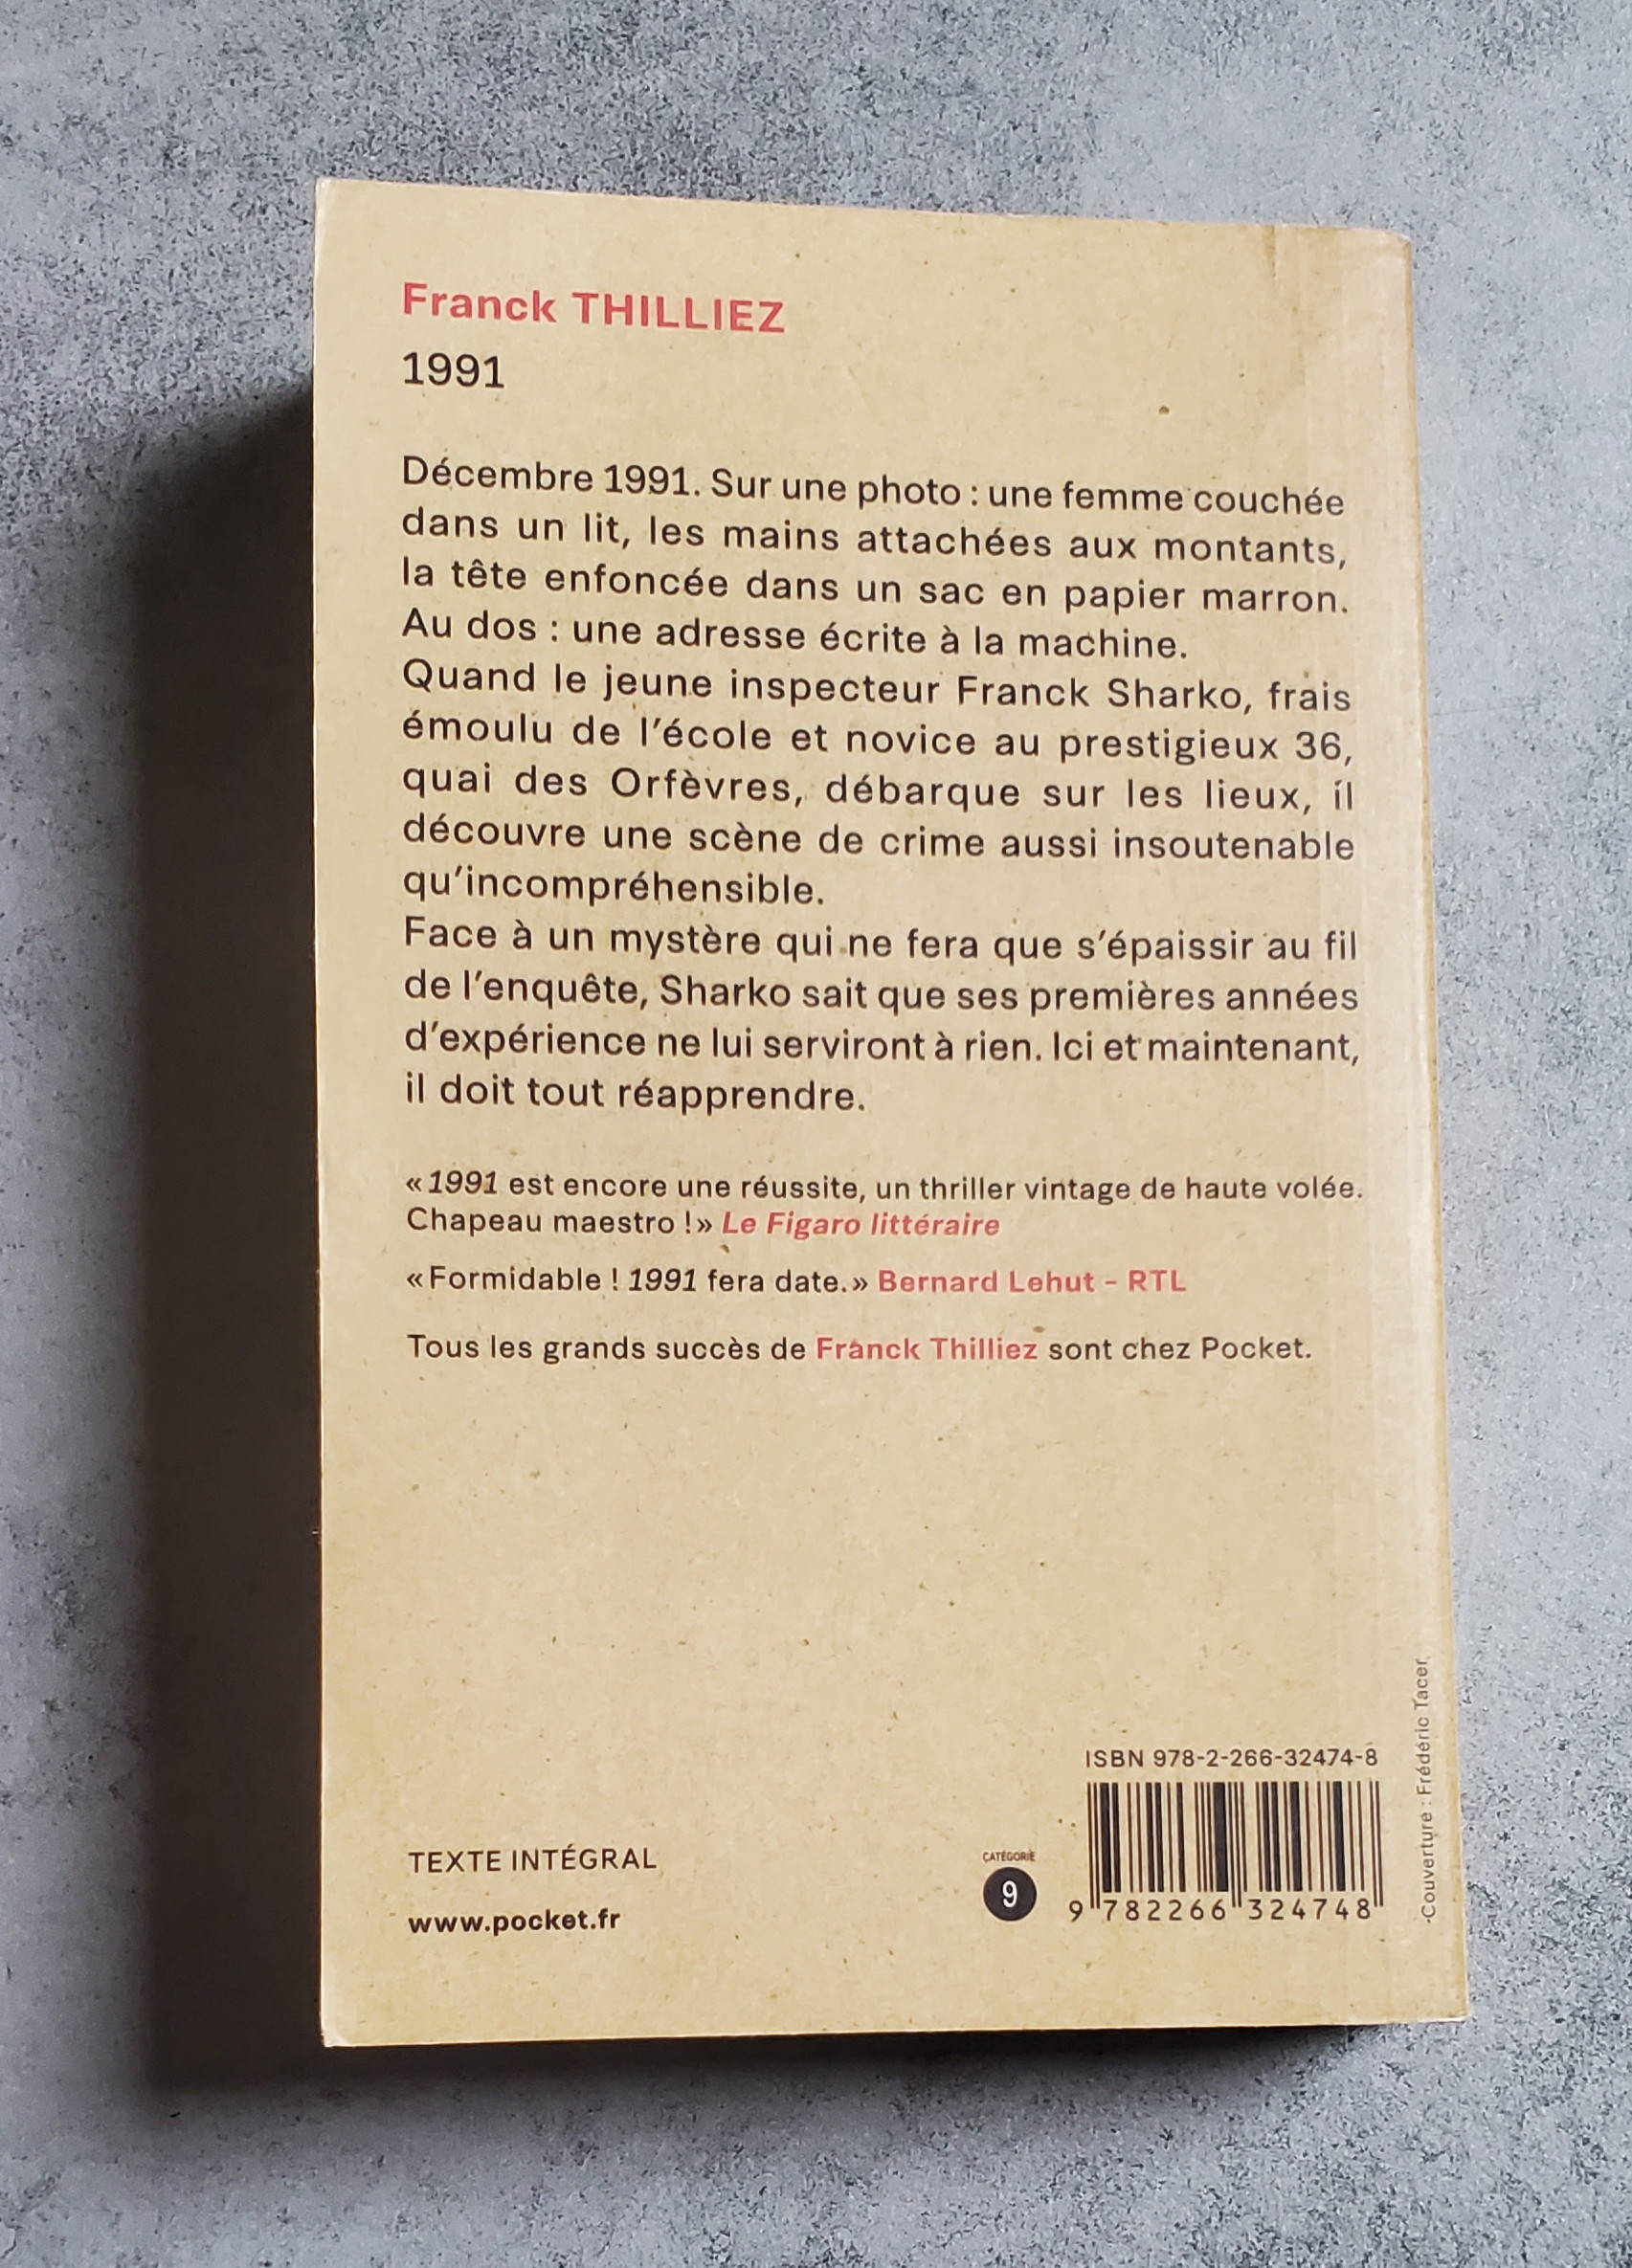 Franck THILLIEZ
1991
Décembre 1991. Sur une photo : une femme couchée
dans un lit, les mains attachées aux montants,
la tête enfoncée dans un sac en papier marron.
Au dos : une adresse écrite à la machine.
Quand le jeune inspecteur Franck Sharko, frais
émoulu de l'école et novice au prestigieux 36,
quai des Orfèvres, débarque sur les lieux, il
découvre une scène de crime aussi insoutenable
qu'incompréhensible.
Face à un mystère qui ne fera que s'épaissir au fil
de l'enquête, Sharko sait que ses premières années
d'expérience ne lui serviront à rien. Ici et maintenant,
il doit tout réapprendre.
« 1991 est encore une réussite, un thriller vintage de haute volée.
Chapeau maestro ! » Le Figaro littéraire
« Formidable ! 1991 fera date. » Bernard Lehut - RTL
Tous les grands succès de Franck Thilliez sont chez Pocket.
TEXTE INTÉGRAL
www.pocket.fr
CATÉGORIE
9
ISBN 978-2-266-32474-8
9 782266 324748
Couverture : Frédéric Tacer